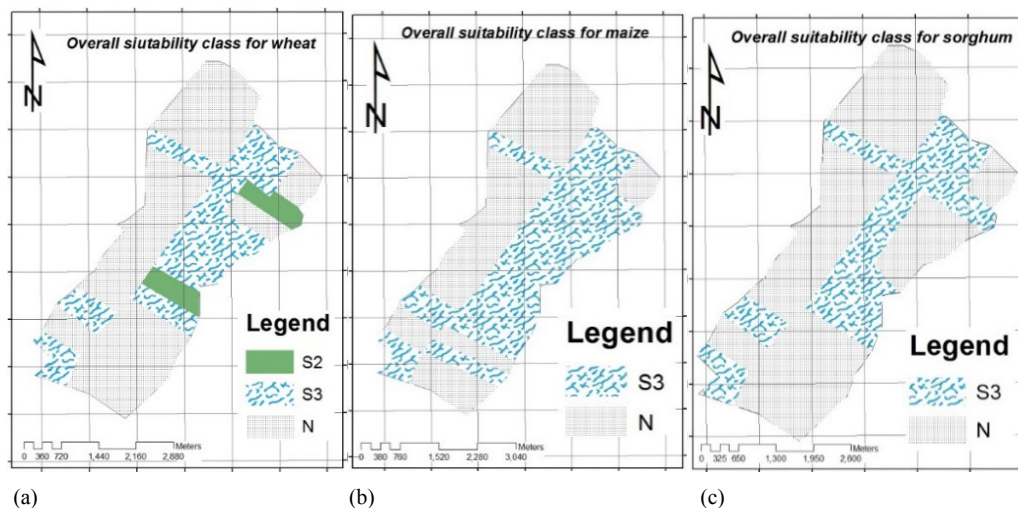 Overall siutability class for wheat
N
Legend
S2
S3
N
Meters
0 360 720 1,440 2,160 2,880
(a)
Overall suitability class for maize
N
Legend
S3
N
Meters
0 380 760 1,520 2,280 3,040
(b)
Overall suitability class for sorghum
N
Legend
S3
N
Meters
0 325 650 1,300 1,950 2,600
(c)